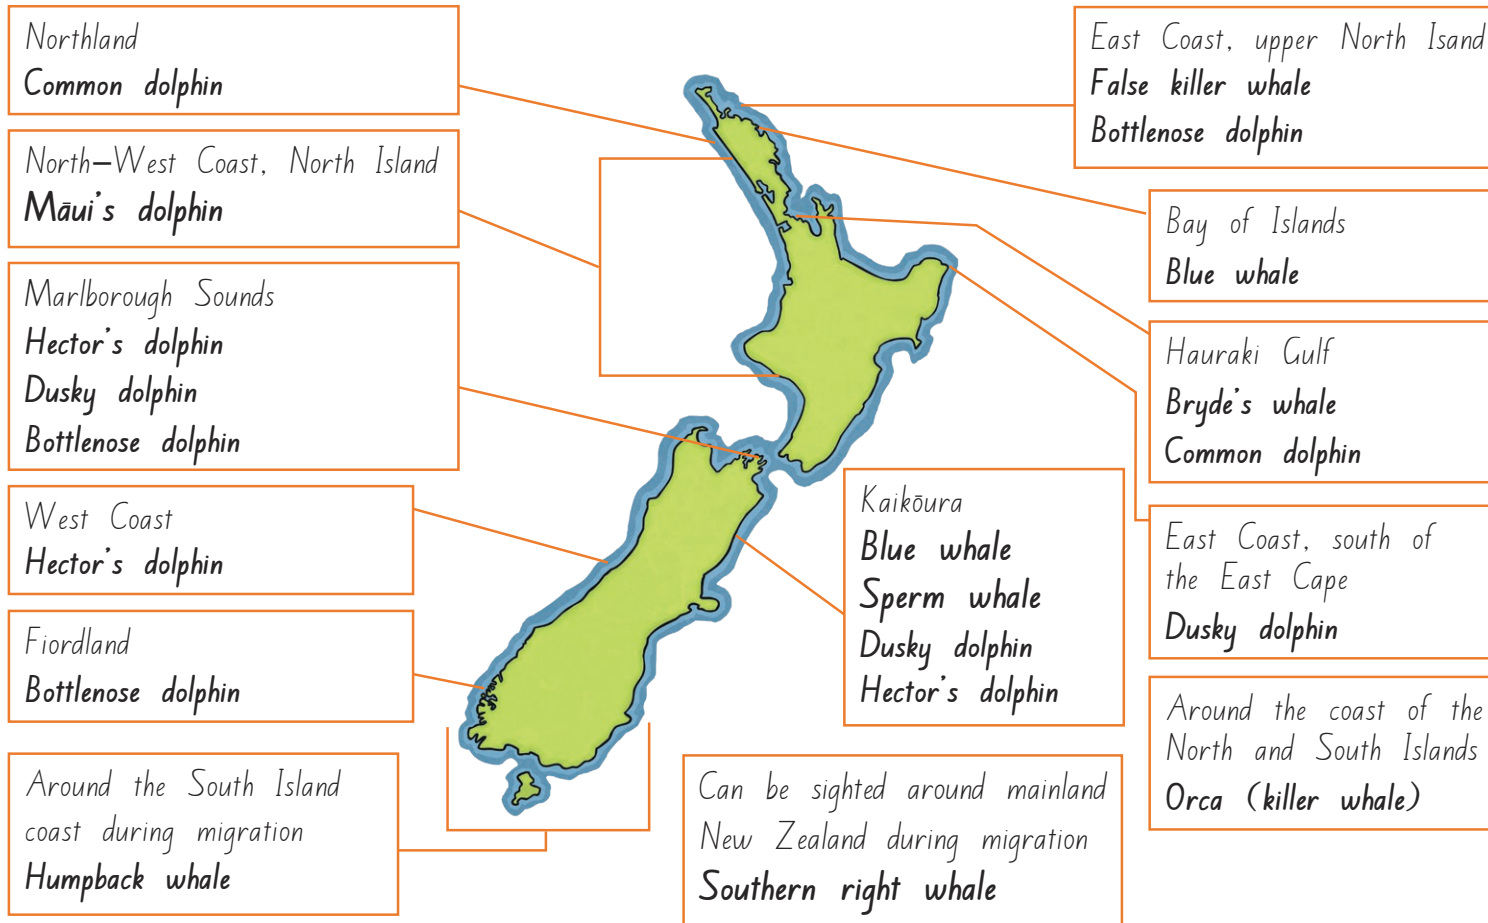 Northland
Common dolphin
North–West Coast, North Island
Māui's dolphin
Marlborough Sounds
Hector's dolphin
Dusky dolphin
Bottlenose dolphin
West Coast
Hector's dolphin
Fiordland
Bottlenose dolphin
Around the South Island
coast during migration
Humpback whale
East Coast, upper North Isand
False killer whale
Bottlenose dolphin
Bay of Islands
Blue whale
Hauraki Gulf
Bryde's whale
Common dolphin
East Coast, south of
the East Cape
Dusky dolphin
Kaikōura
Blue whale
Sperm whale
Dusky dolphin
Hector's dolphin
Around the coast of the
North and South Islands
Orca (killer whale)
Can be sighted around mainland
New Zealand during migration
Southern right whale